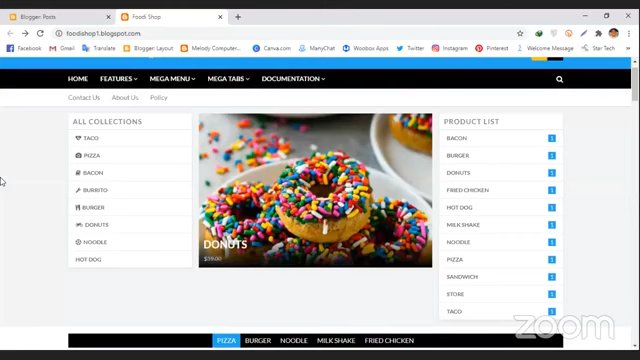 Blogger: Posts
Foodi Shop
foodishop1.blogspot.com
Facebook Gmail Translate Blogger: Layout Melody Computer... Canva.com ManyChat Woobox Apps Twitter Instagram Pinterest Welcome Message Star Tech
HOME FEATURES MEGA MENU MEGA TABS DOCUMENTATION
Contact Us About Us Policy
ALL COLLECTIONS
TACO
PIZZA
BACON
BURRITO
BURGER
DONUTS
NOODLE
HOT DOG
DONUTS
$19.00
PRODUCT LIST
BACON 1
BURGER 1
DONUTS 1
FRIED CHICKEN 1
HOT DOG 1
MILK SHAKE 1
NOODLE 1
PIZZA 1
SANDWICH 1
STORE 1
TACO 1
zoom
PIZZA BURGER NOODLE MILK SHAKE FRIED CHICKEN